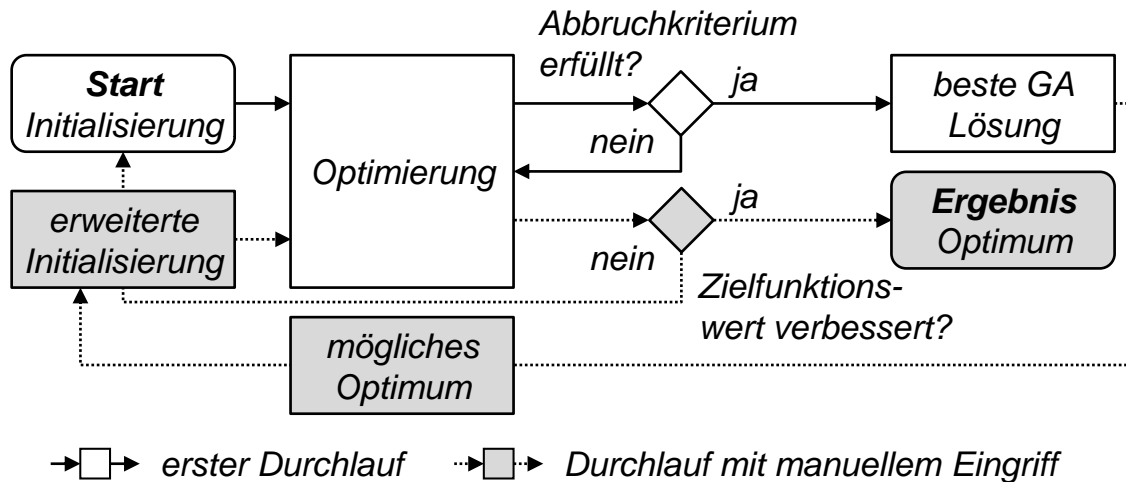 Abbruchkriterium
erfüllt?
Start
Initialisierung
ja
beste GA
Lösung
nein
Optimierung
erweiterte
Initialisierung
ja
Ergebnis
Optimum
nein
Zielfunktions-
wert verbessert?
mögliches
Optimum
erster Durchlauf
Durchlauf mit manuellem Eingriff